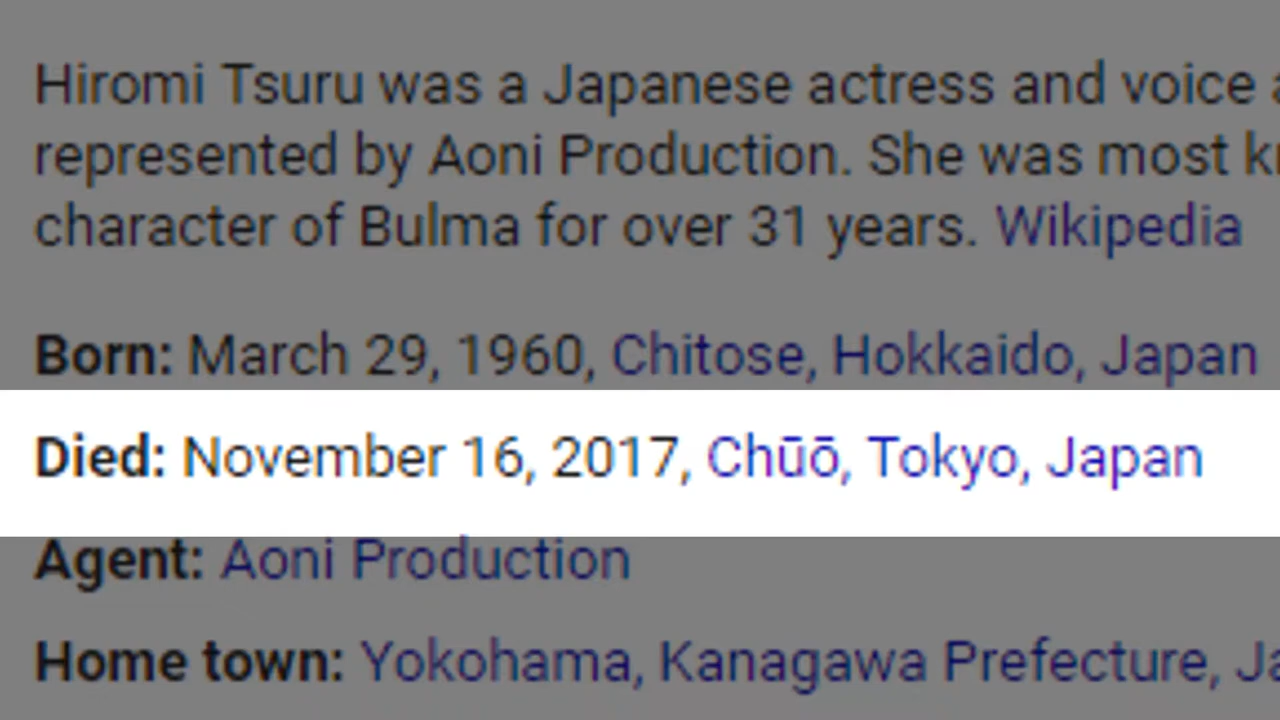 Hiromi Tsuru was a Japanese actress and voice
represented by Aoni Production. She was most
character of Bulma for over 31 years. Wikipedia
Born: March 29, 1960, Chitose, Hokkaido, Japan
Died: November 16, 2017, Chūō, Tokyo, Japan
Agent: Aoni Production
Home town: Yokohama, Kanagawa Prefecture,